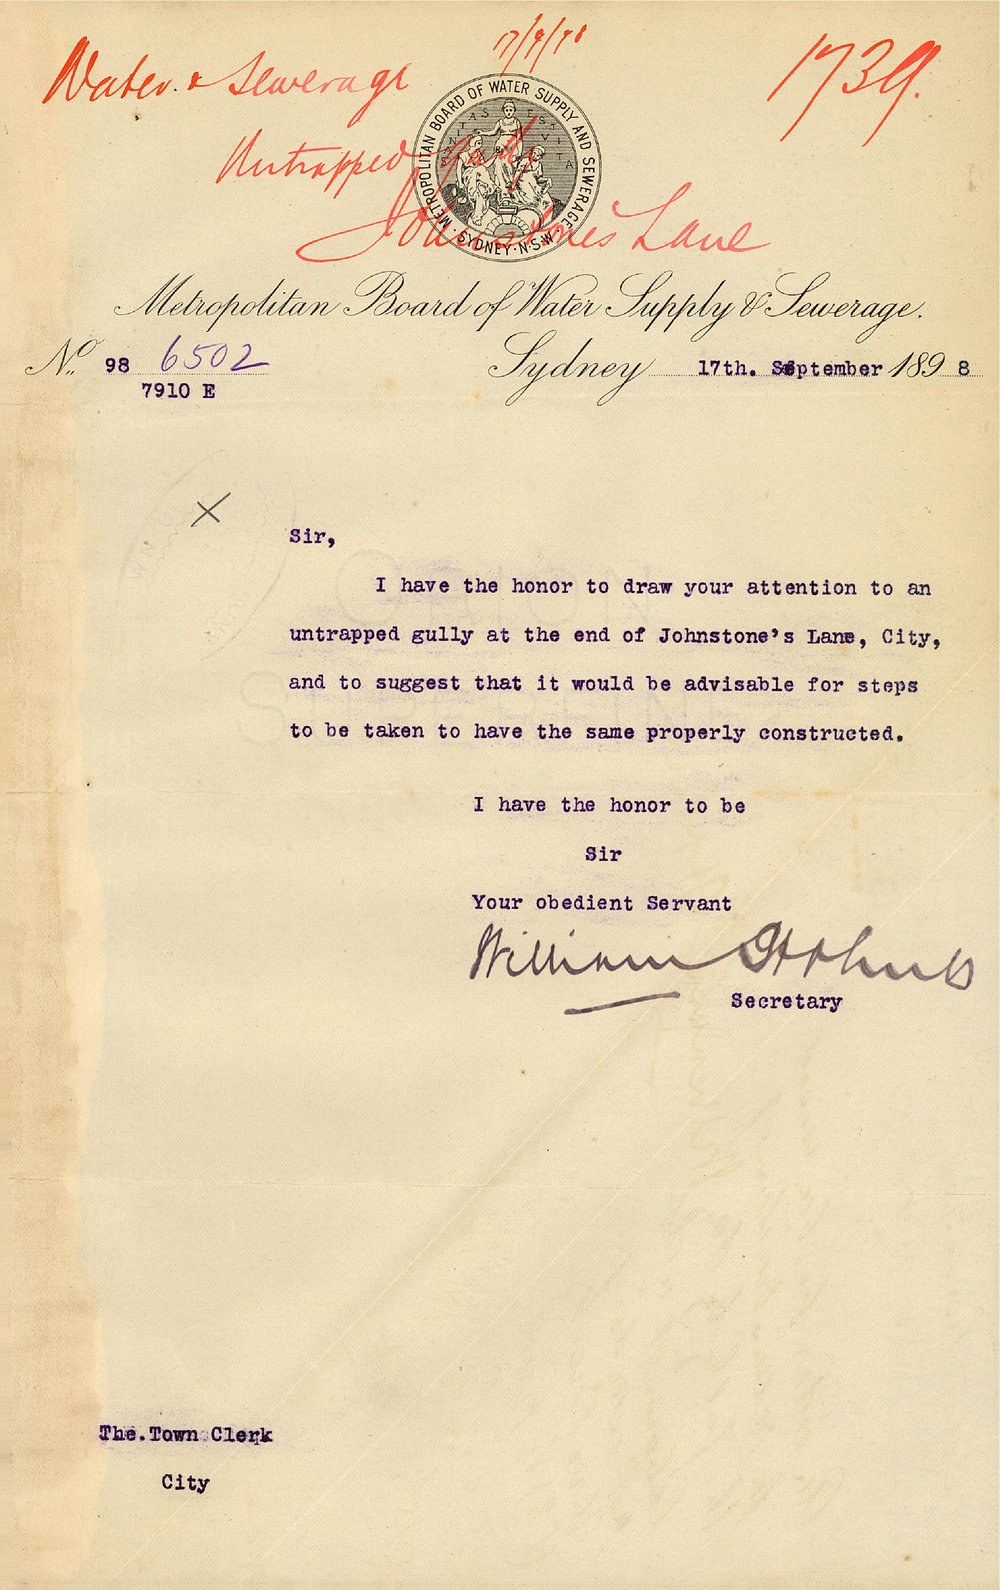 17/9/98
Water & Sewerage
1739.
Untrapped Gully
Johnstones Lane
METROPOLITAN BOARD OF WATER SUPPLY AND SEWERAGE
SYDNEY·N·S·W·
Metropolitan Board of Water Supply & Sewerage.
No. 98 6502
7910 E
Sydney 17th. September 1898
X
Sir,
I have the honor to draw your attention to an
untrapped gully at the end of Johnstone's Lane, City,
and to suggest that it would be advisable for steps
to be taken to have the same properly constructed.
I have the honor to be
Sir
Your obedient Servant
William
Secretary
The.Town Clerk
City